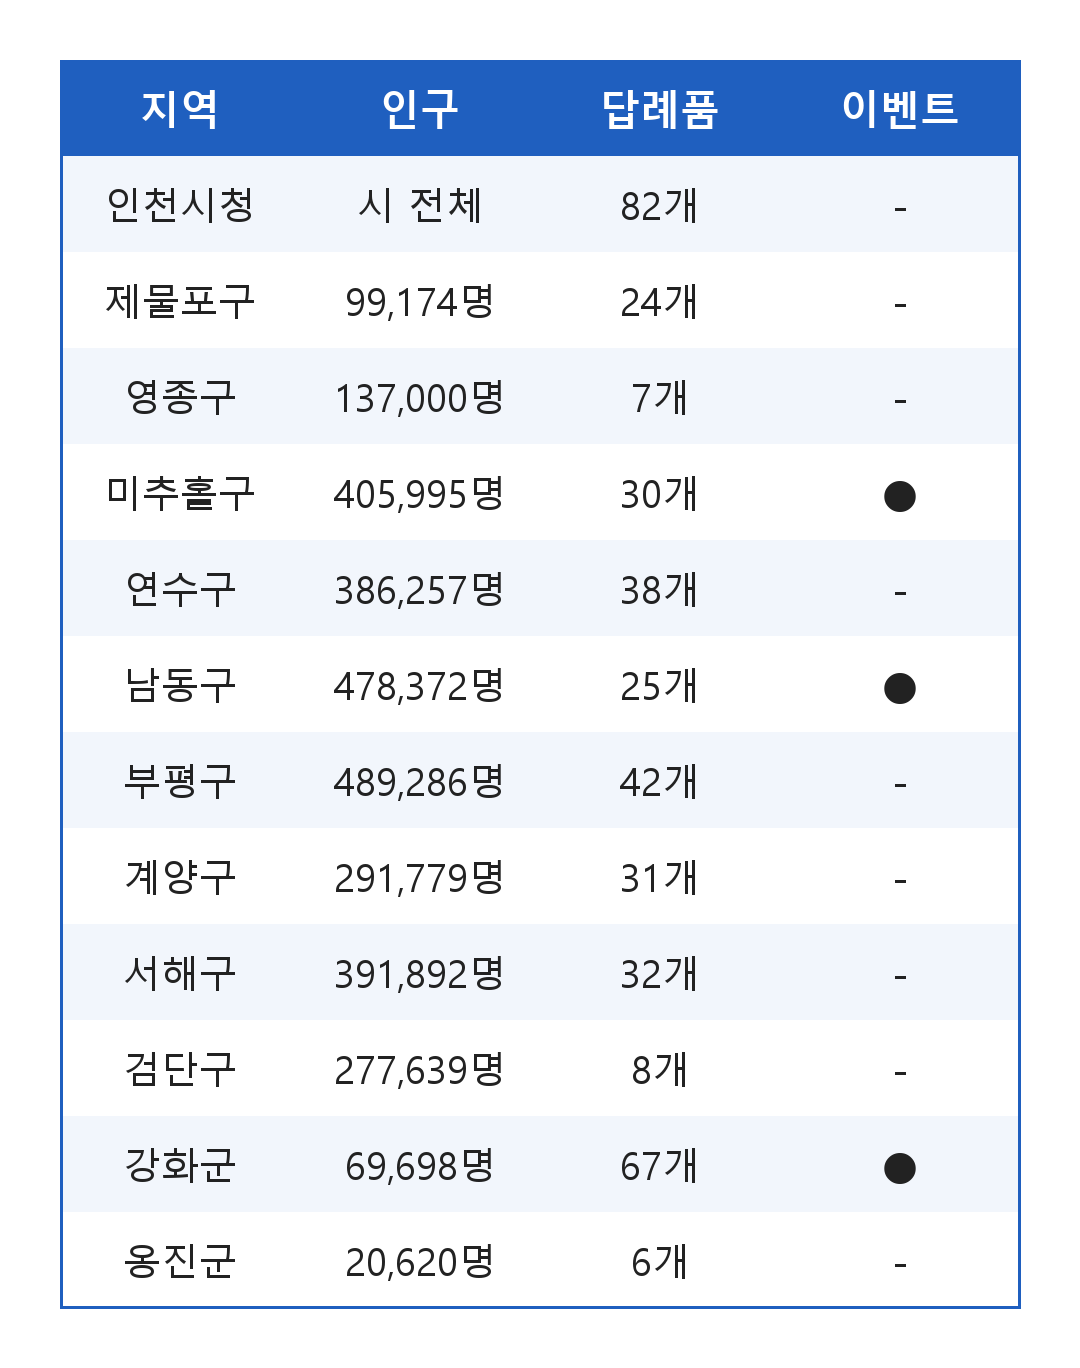 지역 인구 답례품 이벤트
인천시청 시 전체 82개 -
제물포구 99,174명 24개 -
영종구 137,000명 7개 -
미추홀구 405,995명 30개 ●
연수구 386,257명 38개 -
남동구 478,372명 25개 ●
부평구 489,286명 42개 -
계양구 291,779명 31개 -
서해구 391,892명 32개 -
검단구 277,639명 8개 -
강화군 69,698명 67개 ●
옹진군 20,620명 6개 -